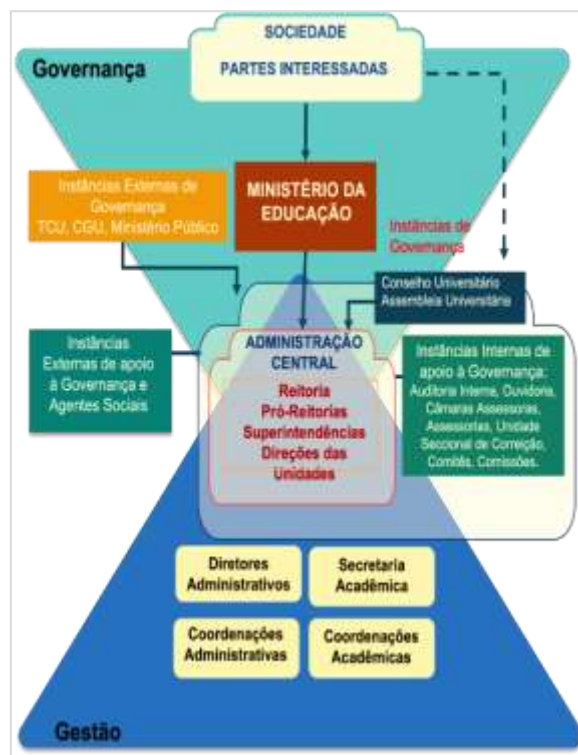 SOCIEDADE
PARTES INTERESSADAS
Governança
Instâncias Externas de
Governança
TCU, CGU, Ministério Público
MINISTÉRIO DA
EDUCAÇÃO
Instâncias de
Governança
Conselho Universitário
Assembleia Universitária
Instâncias
Externas de apoio
à Governança e
Agentes Sociais
ADMINISTRAÇÃO
CENTRAL
Reitoria
Pró-Reitorias
Superintendências
Direções das
Unidades
Instâncias Internas de
apoio à Governança:
Auditoria Interna, Ouvidoria,
Câmaras Assessoras,
Assessorias, Unidade
Seccional de Correição,
Comitês, Comissões.
Diretores
Administrativos
Secretaria
Acadêmica
Coordenações
Administrativas
Coordenações
Acadêmicas
Gestão